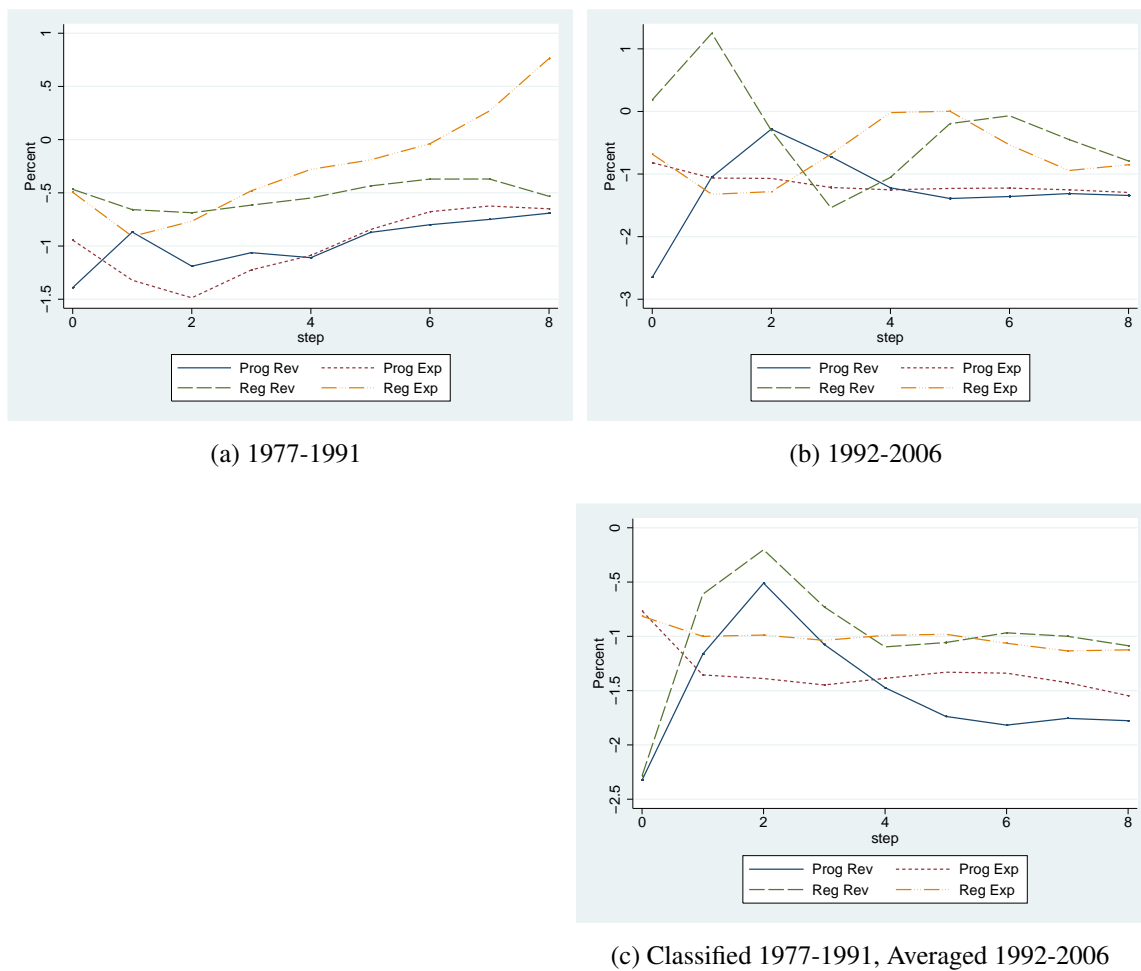 1
.5
0
−.5
−1
−1.5
Percent
0 2 4 6 8
step
Prog Rev Prog Exp
Reg Rev Reg Exp
(a) 1977-1991
1
0
−1
−2
−3
Percent
0 2 4 6 8
step
Prog Rev Prog Exp
Reg Rev Reg Exp
(b) 1992-2006
0
−.5
−1
−1.5
−2
−2.5
Percent
0 2 4 6 8
step
Prog Rev Prog Exp
Reg Rev Reg Exp
(c) Classified 1977-1991, Averaged 1992-2006